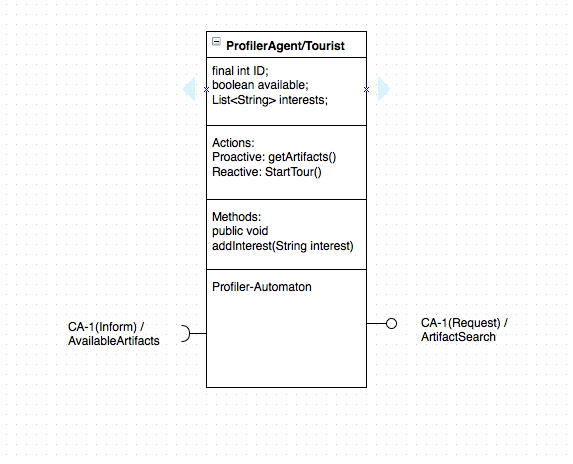 ProfilerAgent/Tourist
final int ID;
boolean available;
List<String> interests;
Actions:
Proactive: getArtifacts()
Reactive: StartTour()
Methods:
public void
addInterest(String interest)
Profiler-Automaton
CA-1(Inform) /
AvailableArtifacts
CA-1(Request) /
ArtifactSearch